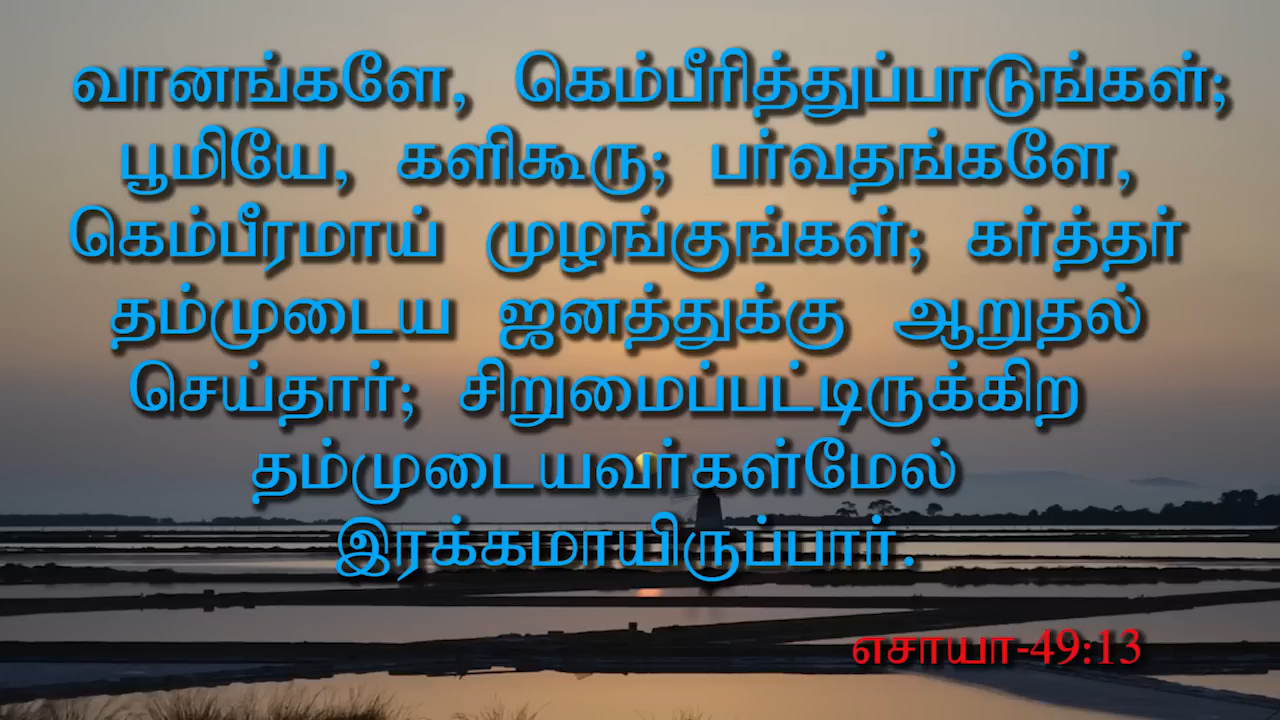 வானங்களே, கெம்பீரித்துப்பாடுங்கள்;
பூமியே, களிகூரு; பர்வதங்களே,
கெம்பீரமாய் முழங்குங்கள்; கர்த்தர்
தம்முடைய ஜனத்துக்கு ஆறுதல்
செய்தார்; சிறுமைப்பட்டிருக்கிற
தம்முடையவர்கள்மேல்
இரக்கமாயிருப்பார்.
எசாயா-49:13